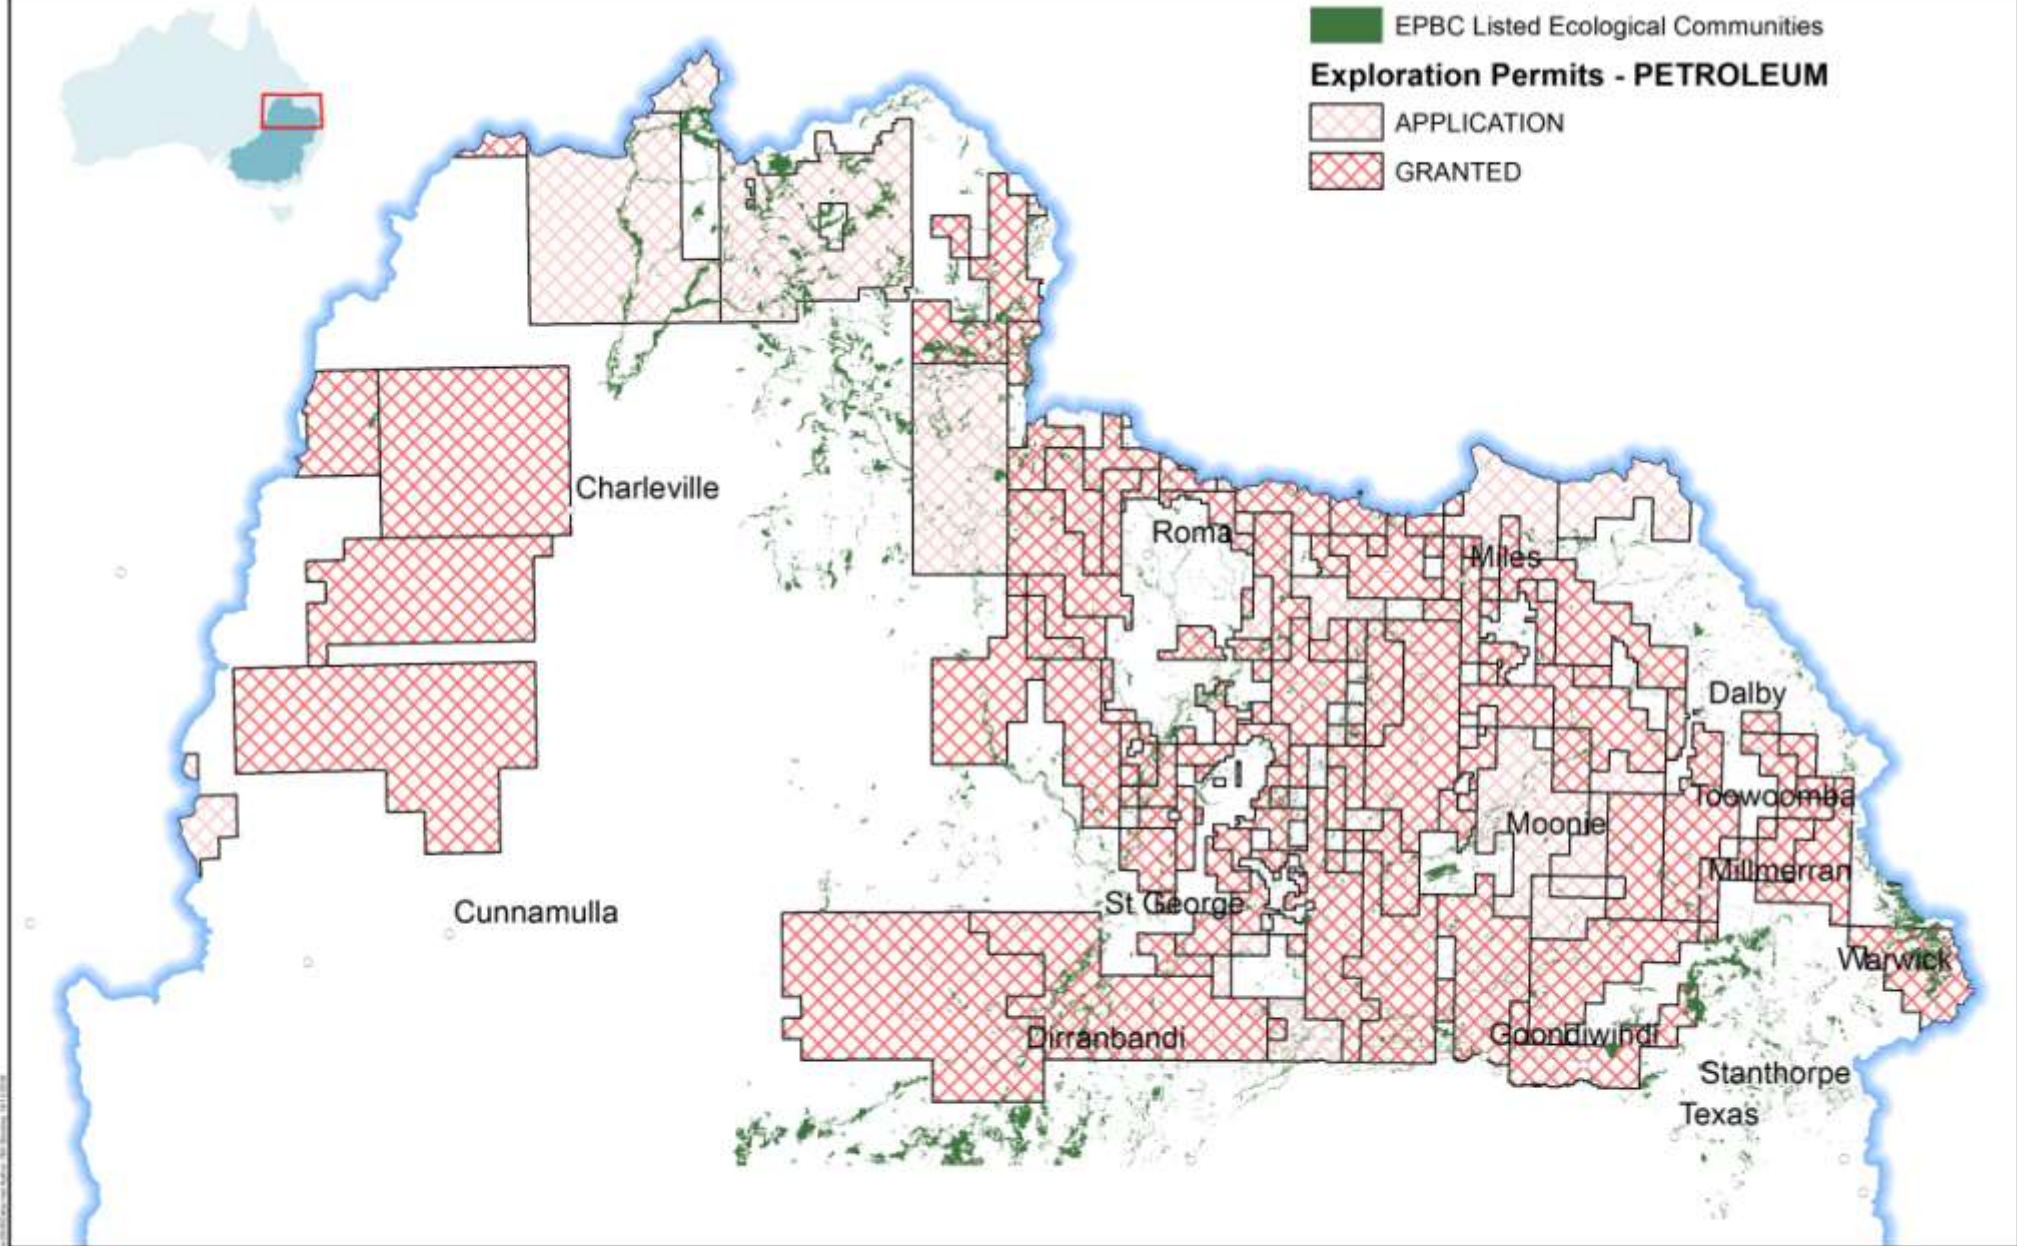 EPBC Listed Ecological Communities
Exploration Permits - PETROLEUM
APPLICATION
GRANTED
Charleville
Roma
Miles
Dalby
Toowoomba
Moonie
Millmerran
St George
Cunnamulla
Warwick
Dirranbandi
Goondiwindi
Stanthorpe
Texas